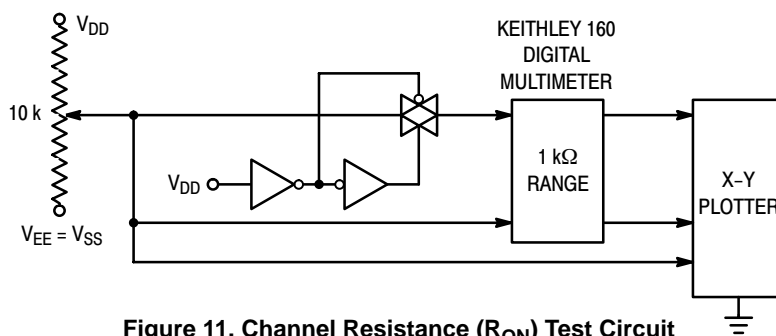 V_DD
KEITHLEY 160
DIGITAL
MULTIMETER
10 k
1 kΩ
RANGE
X–Y
PLOTTER
V_DD
V_EE = V_SS
Figure 11. Channel Resistance (R_ON) Test Circuit